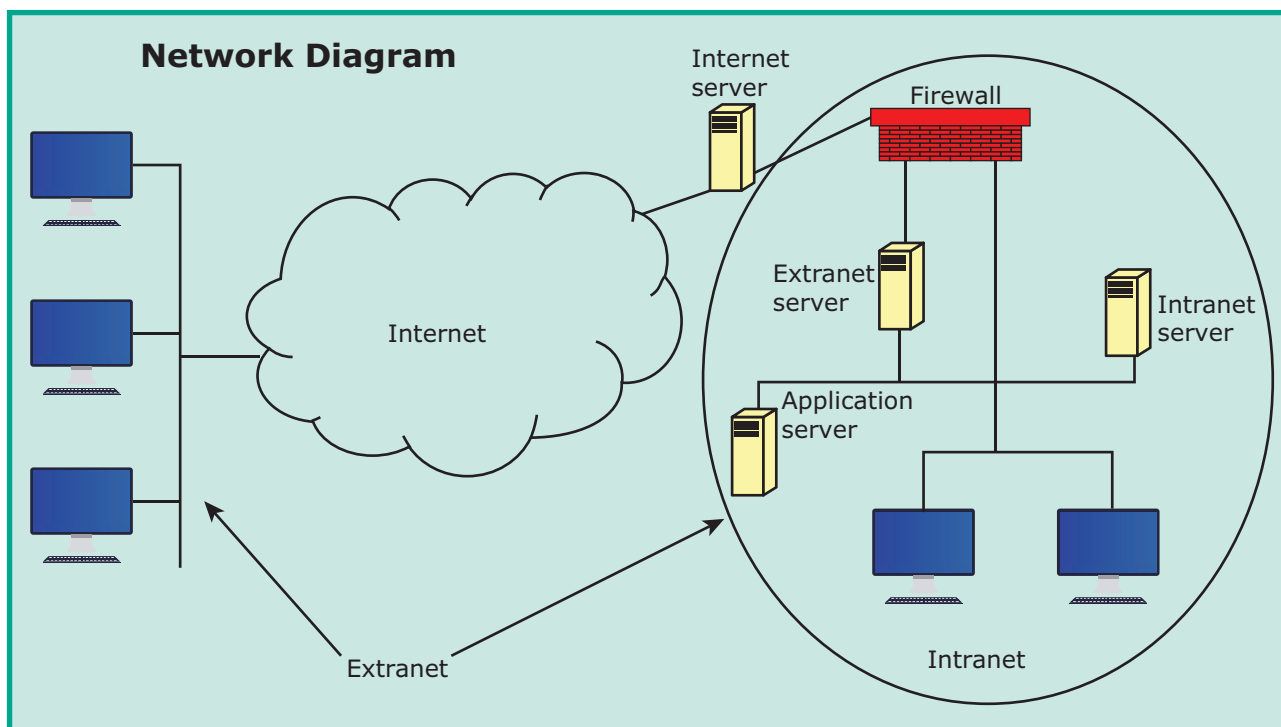 Network Diagram
Internet
server
Firewall
Extranet
server
Intranet
server
Internet
Application
server
Extranet
Intranet